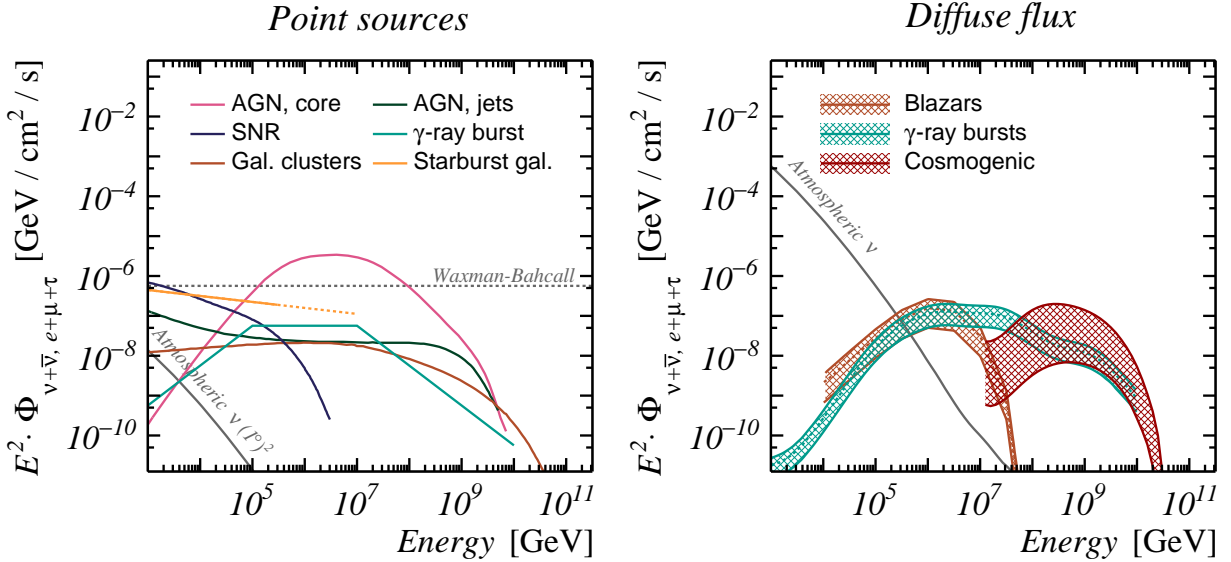 Point sources
E² · Φ ν+ν̅, e+μ+τ [GeV / cm² / s]
10⁻²
10⁻⁴
10⁻⁶
10⁻⁸
10⁻¹⁰
AGN, core
AGN, jets
SNR
γ-ray burst
Gal. clusters
Starburst gal.
Waxman-Bahcall
Atmospheric ν (1°)²
10⁵ 10⁷ 10⁹ 10¹¹
Energy [GeV]
Diffuse flux
E² · Φ ν+ν̅, e+μ+τ [GeV / cm² / s]
10⁻²
10⁻⁴
10⁻⁶
10⁻⁸
10⁻¹⁰
Blazars
γ-ray bursts
Cosmogenic
Atmospheric ν
10⁵ 10⁷ 10⁹ 10¹¹
Energy [GeV]